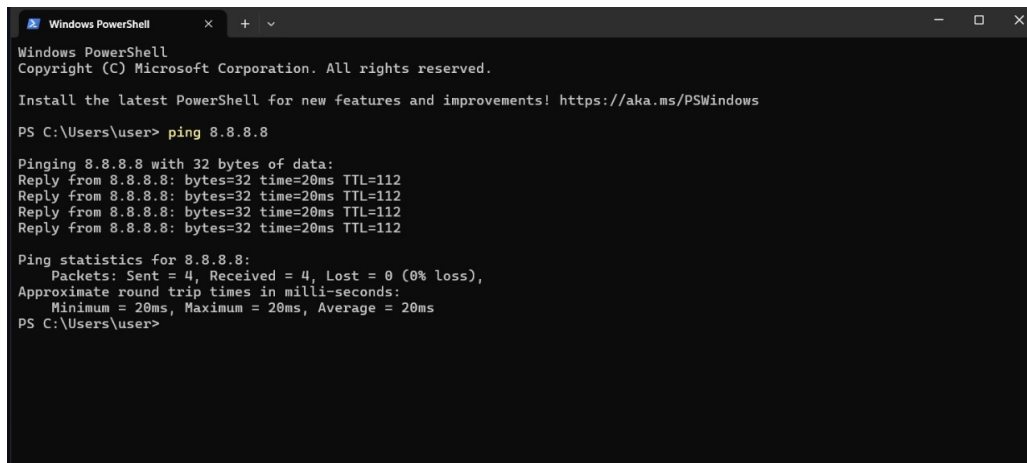 Windows PowerShell
Windows PowerShell
Copyright (C) Microsoft Corporation. All rights reserved.
Install the latest PowerShell for new features and improvements! https://aka.ms/PSWindows
PS C:\Users\user> ping 8.8.8.8
Pinging 8.8.8.8 with 32 bytes of data:
Reply from 8.8.8.8: bytes=32 time=20ms TTL=112
Reply from 8.8.8.8: bytes=32 time=20ms TTL=112
Reply from 8.8.8.8: bytes=32 time=20ms TTL=112
Reply from 8.8.8.8: bytes=32 time=20ms TTL=112
Ping statistics for 8.8.8.8:
Packets: Sent = 4, Received = 4, Lost = 0 (0% loss),
Approximate round trip times in milli-seconds:
Minimum = 20ms, Maximum = 20ms, Average = 20ms
PS C:\Users\user>